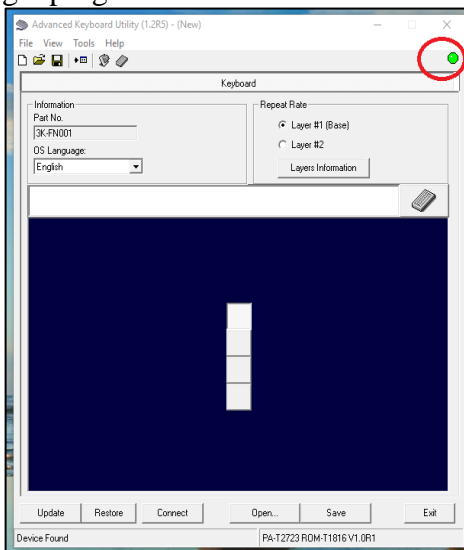 Advanced Keyboard Utility (1.2R5) - (New)
File View Tools Help
Keyboard
Information
Part No.
3K-FN001
OS Language:
English
Repeat Rate
Layer #1 (Base)
Layer #2
Layers Information
Update Restore Connect Open... Save Exit
Device Found PA-T2723 ROM-T1816 V1.0R1